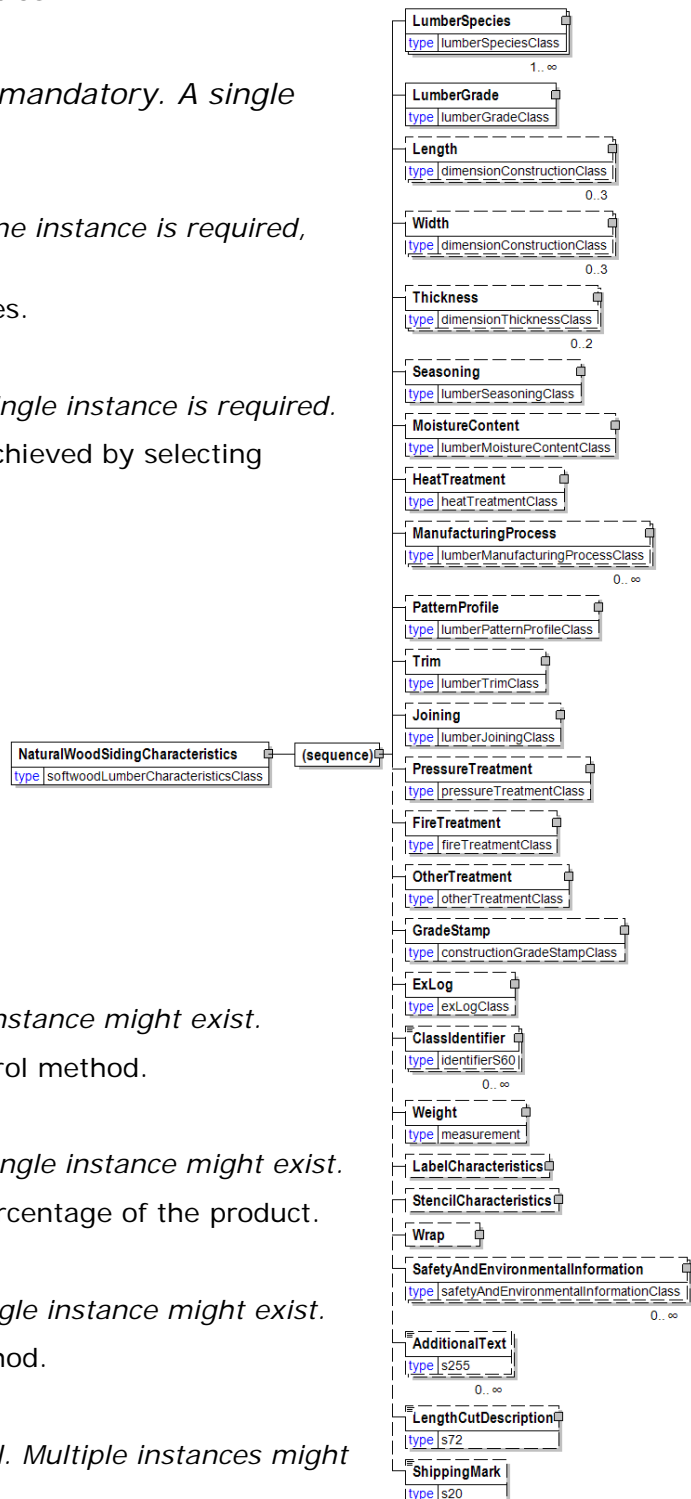 mandatory. A single
ne instance is required,
es.
ngle instance is required.
chieved by selecting
nstance might exist.
rol method.
ngle instance might exist.
rcentage of the product.
gle instance might exist.
nod.
l. Multiple instances might
NaturalWoodSidingCharacteristics
type softwoodLumberCharacteristicsClass
(sequence)
LumberSpecies
type lumberSpeciesClass
1..∞
LumberGrade
type lumberGradeClass
Length
type dimensionConstructionClass
0..3
Width
type dimensionConstructionClass
0..3
Thickness
type dimensionThicknessClass
0..2
Seasoning
type lumberSeasoningClass
MoistureContent
type lumberMoistureContentClass
HeatTreatment
type heatTreatmentClass
ManufacturingProcess
type lumberManufacturingProcessClass
0..∞
PatternProfile
type lumberPatternProfileClass
Trim
type lumberTrimClass
Joining
type lumberJoiningClass
PressureTreatment
type pressureTreatmentClass
FireTreatment
type fireTreatmentClass
OtherTreatment
type otherTreatmentClass
GradeStamp
type constructionGradeStampClass
ExLog
type exLogClass
ClassIdentifier
type identifierS60
0..∞
Weight
type measurement
LabelCharacteristics
StencilCharacteristics
Wrap
SafetyAndEnvironmentalInformation
type safetyAndEnvironmentalInformationClass
0..∞
AdditionalText
type s255
0..∞
LengthCutDescription
type s72
ShippingMark
type s20